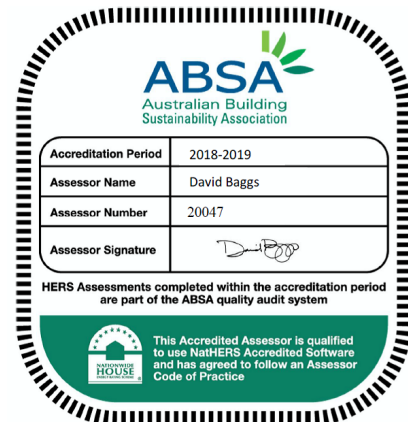 ABSA
Australian Building
Sustainability Association
Accreditation Period 2018-2019
Assessor Name David Baggs
Assessor Number 20047
Assessor Signature David Baggs
HERS Assessments completed within the accreditation period
are part of the ABSA quality audit system
NATIONWIDE
HOUSE
This Accredited Assessor is qualified
to use NatHERS Accredited Software
and has agreed to follow an Assessor
Code of Practice